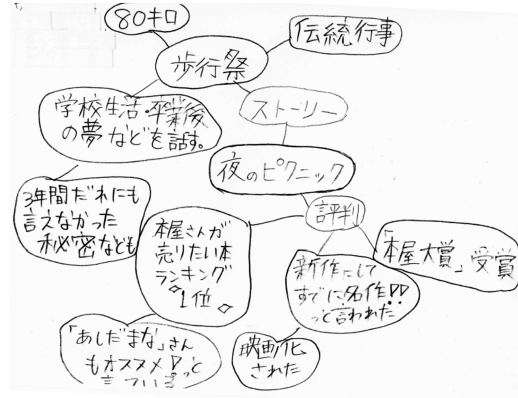 80キロ
伝統行事
歩行祭
学校生活・卒業後
の夢などを話す。
ストーリー
夜のピクニック
3年間だれにも
言えなかった
秘密なども
評判
本屋さんが
売りたい本
ランキング
1位
「本屋大賞」受賞
新作にして
すでに名作!!
っと言われた
「あしだまな」さん
もオススメ!!っと
言っている
映画化
された